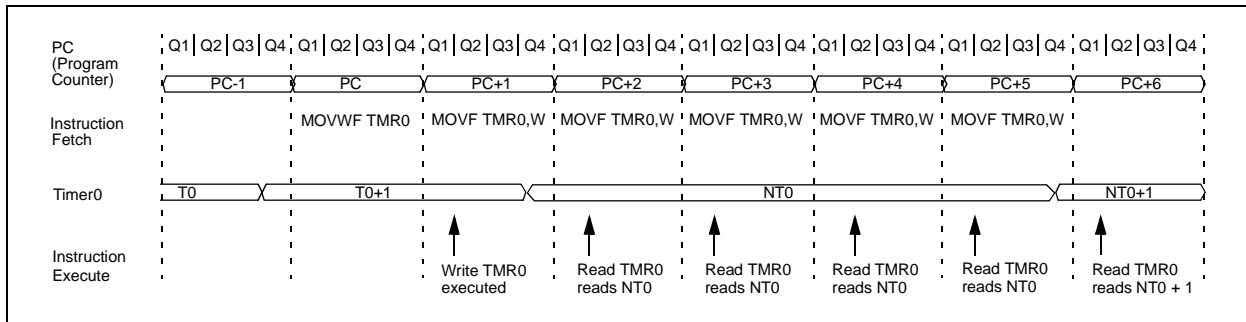 PC
(Program
Counter)
Q1 Q2 Q3 Q4 Q1 Q2 Q3 Q4 Q1 Q2 Q3 Q4 Q1 Q2 Q3 Q4 Q1 Q2 Q3 Q4 Q1 Q2 Q3 Q4 Q1 Q2 Q3 Q4 Q1 Q2 Q3 Q4
PC-1 PC PC+1 PC+2 PC+3 PC+4 PC+5 PC+6
Instruction
Fetch
MOVWF TMR0 MOVF TMR0,W MOVF TMR0,W MOVF TMR0,W MOVF TMR0,W MOVF TMR0,W
Timer0
T0 T0+1 NT0 NT0+1
Instruction
Execute
Write TMR0
executed
Read TMR0
reads NT0
Read TMR0
reads NT0
Read TMR0
reads NT0
Read TMR0
reads NT0
Read TMR0
reads NT0 + 1